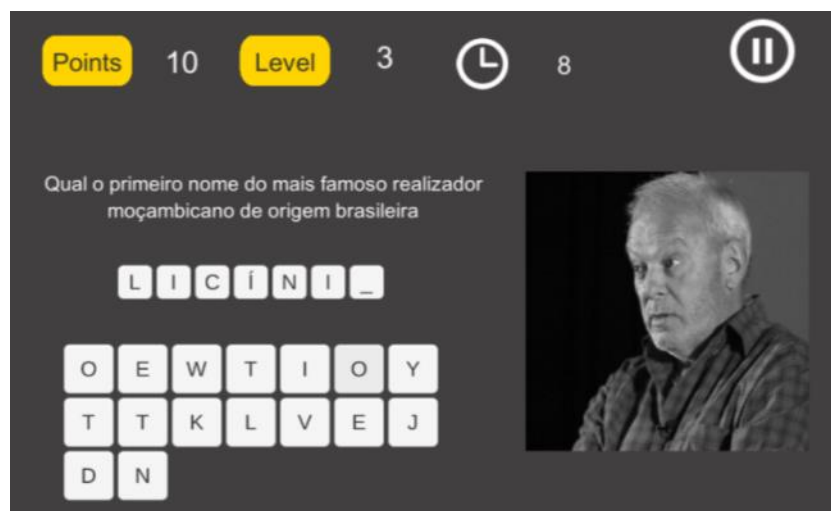 Points 10 Level 3 8
Qual o primeiro nome do mais famoso realizador
moçambicano de origem brasileira
L I C Í N I _
O E W T I O Y
T T K L V E J
D N